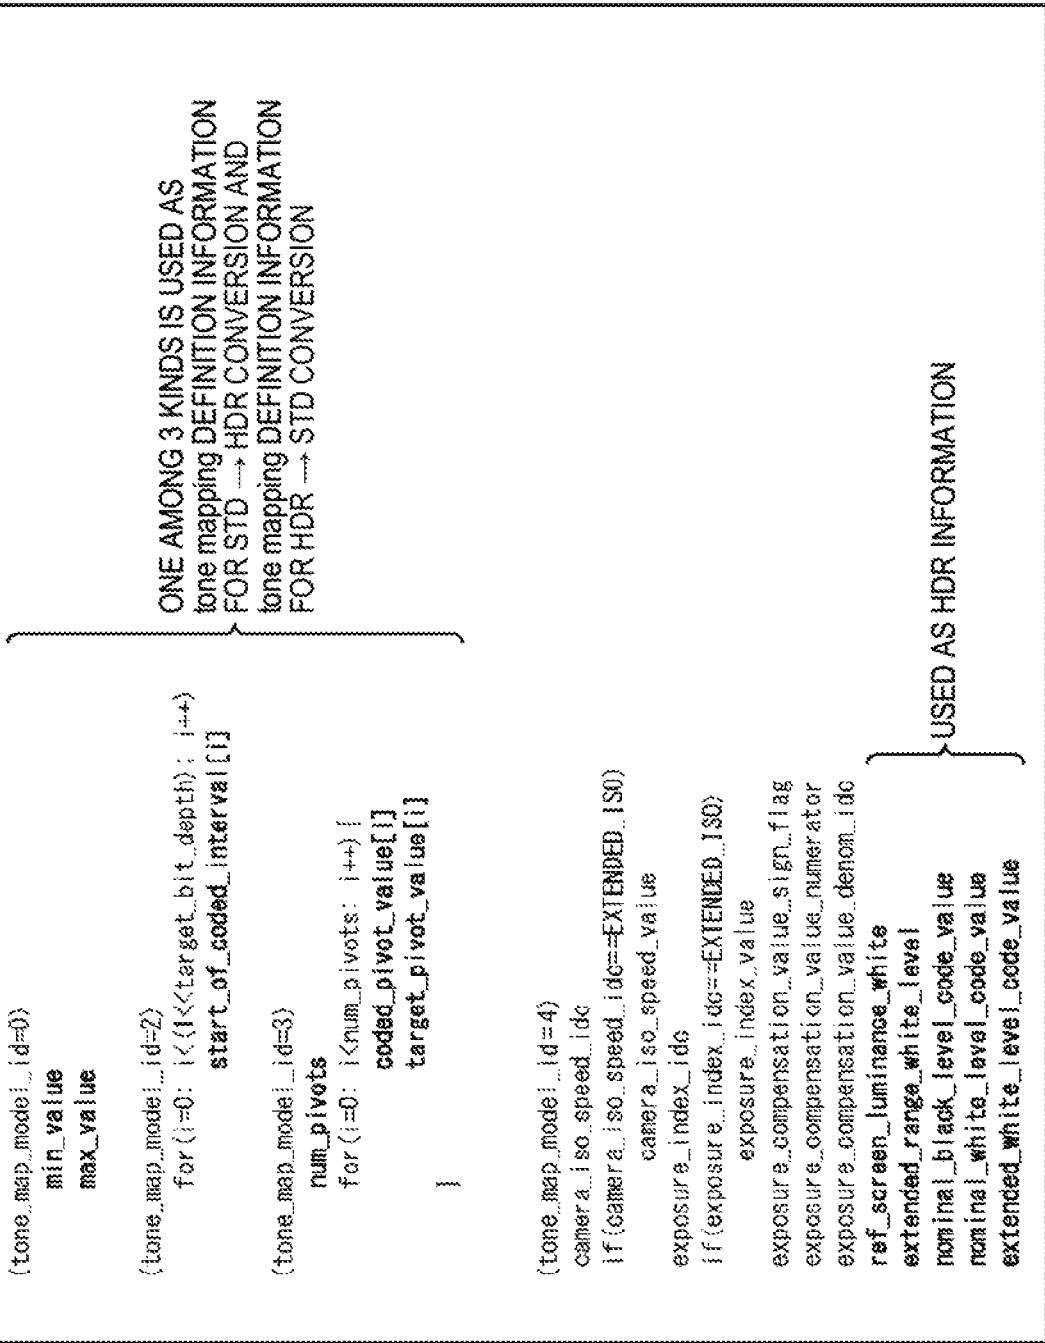 (tone_map_model_id=0)
min_value
max_value
(tone_map_model_id=2)
for(i=0; i<(1<<target_bit_depth); i++)
start_of_coded_interval[i]
(tone_map_model_id=3)
num_pivots
for(i=0; i<num_pivots; i++){
coded_pivot_value[i]
target_pivot_value[i]
}
ONE AMONG 3 KINDS IS USED AS
tone mapping DEFINITION INFORMATION
FOR STD → HDR CONVERSION AND
tone mapping DEFINITION INFORMATION
FOR HDR → STD CONVERSION
(tone_map_model_id=4)
camera_iso_speed_idc
if(camera_iso_speed_idc==EXTENDED_ISO)
camera_iso_speed_value
exposure_index_idc
if(exposure_index_idc==EXTENDED_ISO)
exposure_index_value
exposure_compensation_value_sign_flag
exposure_compensation_value_numerator
exposure_compensation_value_denom_idc
ref_screen_luminance_white
extended_range_white_level
nominal_black_level_code_value
nominal_white_level_code_value
extended_white_level_code_value
USED AS HDR INFORMATION